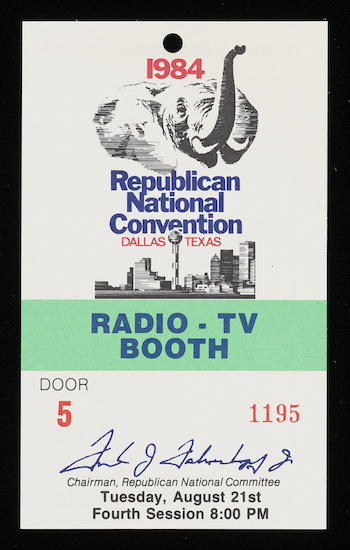 1984
Republican
National
Convention
DALLAS TEXAS
RADIO - TV
BOOTH
DOOR
5 1195
Frank J Fahrenkopf Jr
Chairman, Republican National Committee
Tuesday, August 21st
Fourth Session 8:00 PM